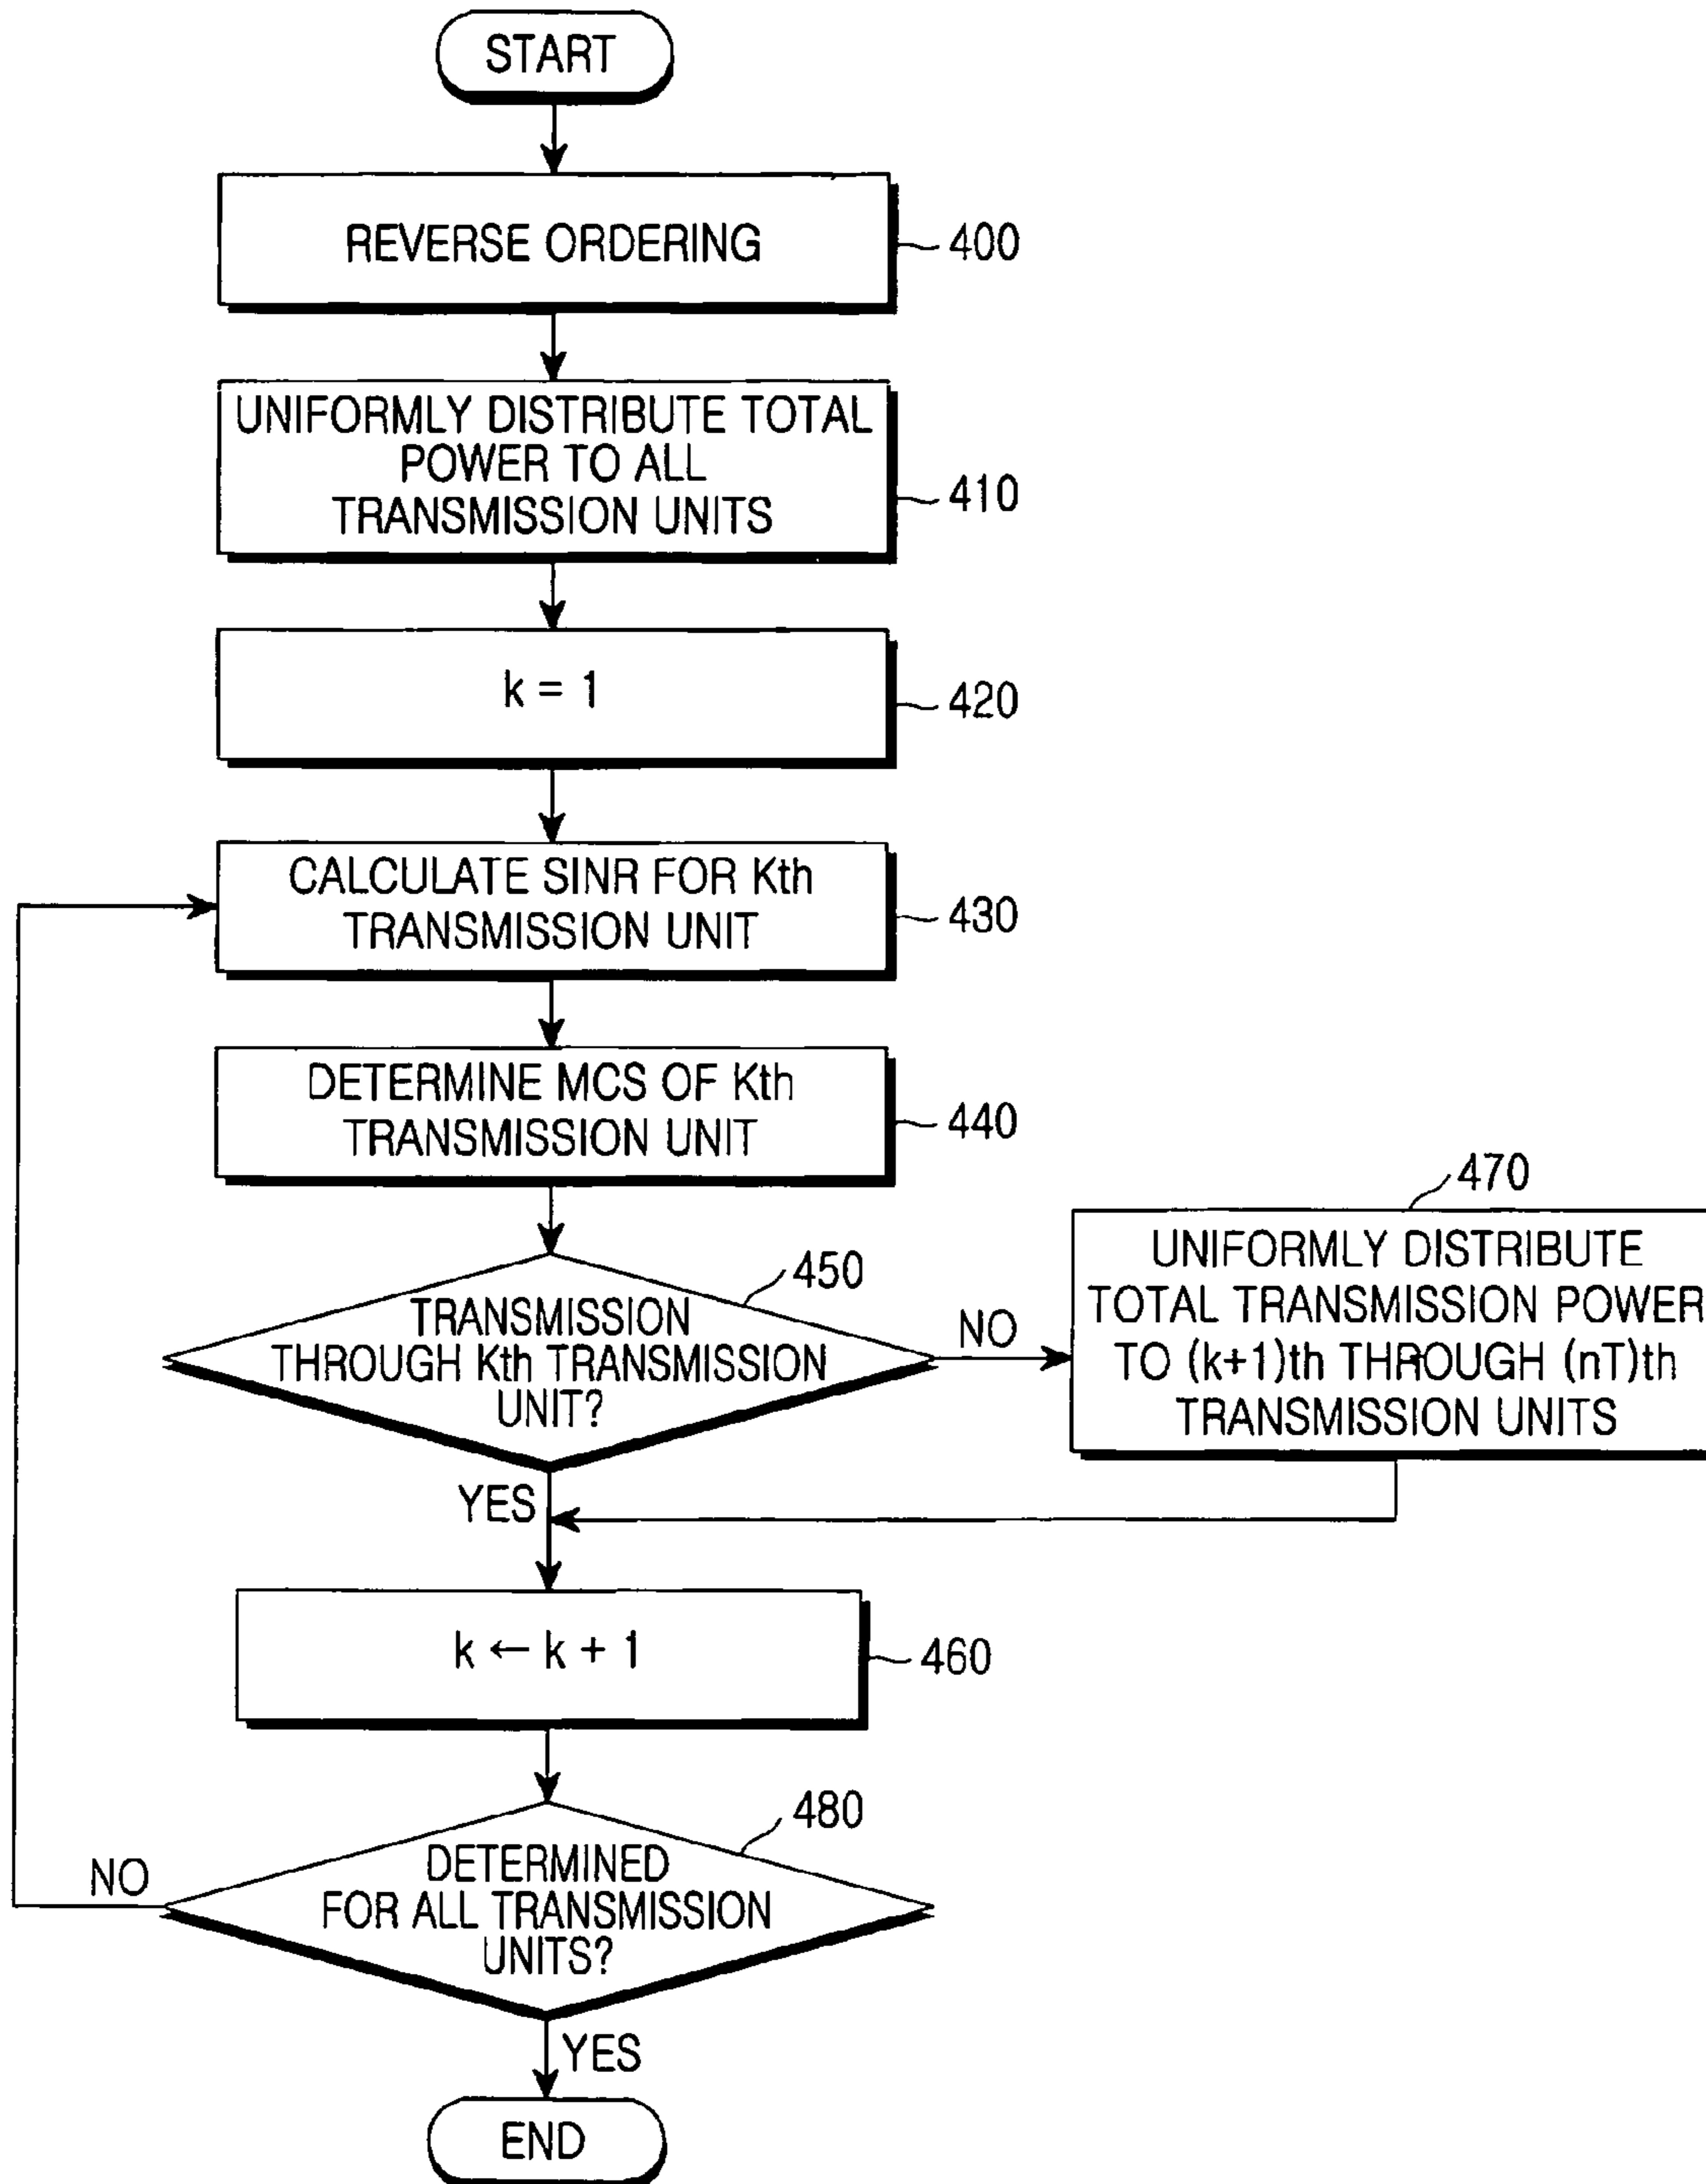 START
REVERSE ORDERING
400
UNIFORMLY DISTRIBUTE TOTAL
POWER TO ALL
TRANSMISSION UNITS
410
k = 1
420
CALCULATE SINR FOR Kth
TRANSMISSION UNIT
430
DETERMINE MCS OF Kth
TRANSMISSION UNIT
440
450
TRANSMISSION
THROUGH Kth TRANSMISSION
UNIT?
NO
470
UNIFORMLY DISTRIBUTE
TOTAL TRANSMISSION POWER
TO (k+1)th THROUGH (nT)th
TRANSMISSION UNITS
YES
k ← k + 1
460
480
DETERMINED
FOR ALL TRANSMISSION
UNITS?
NO
YES
END